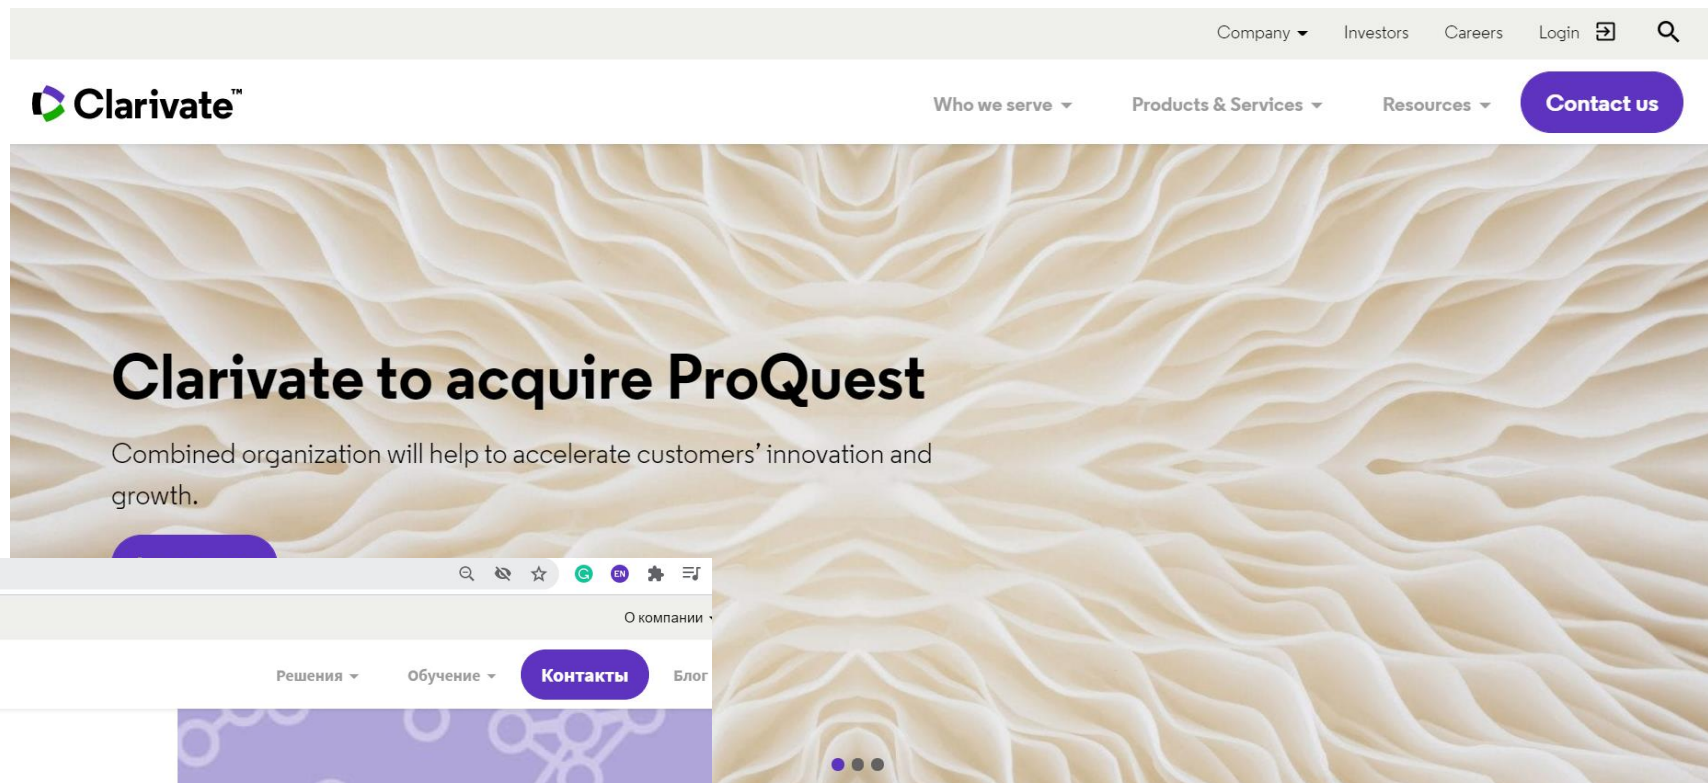 Company Investors Careers Login
Clarivate™
Who we serve Products & Services Resources Contact us
Clarivate to acquire ProQuest
Combined organization will help to accelerate customers’ innovation and
growth.
G EN
О компании
Решения Обучение Контакты Блог